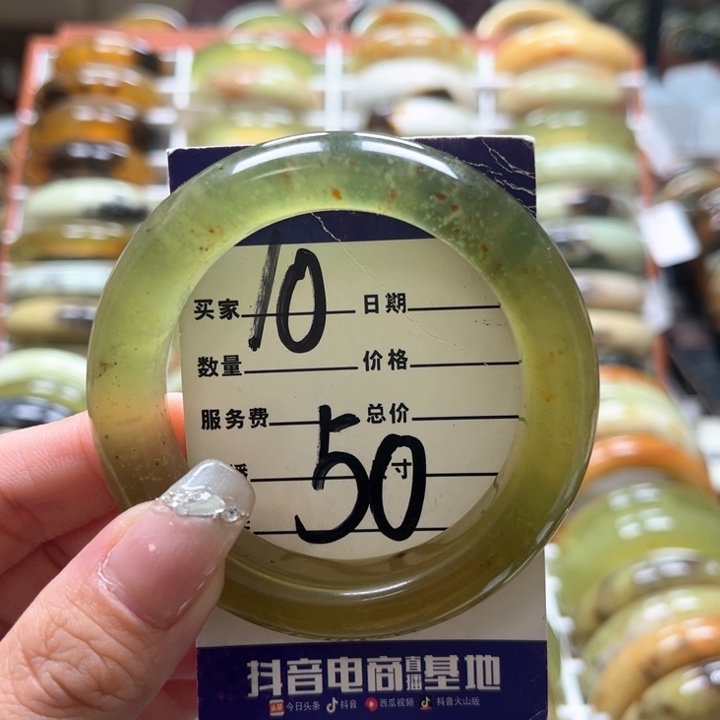 10
买家 日期
数量 价格
服务费 总价
播 寸
50
抖音电商直播基地
今日头条 抖音 西瓜视频 抖音火山版